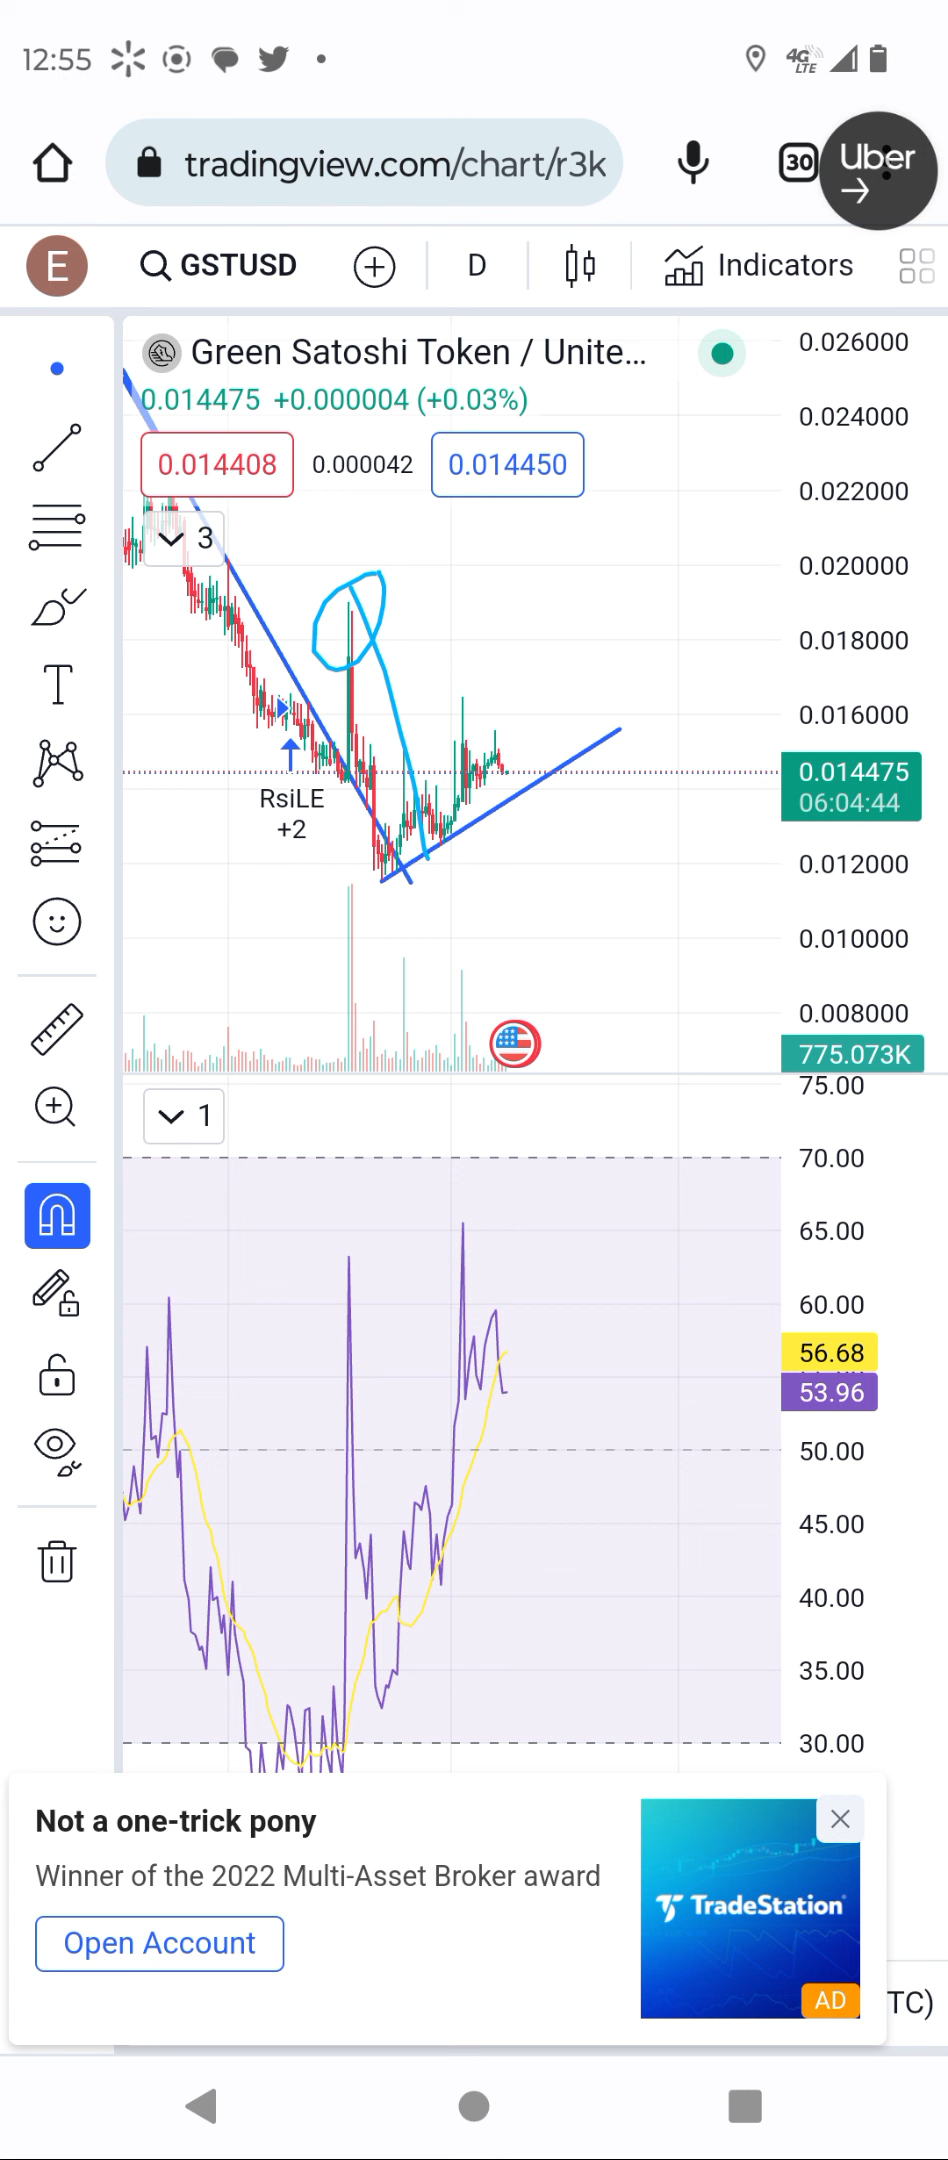 12:55
4G
LTE
tradingview.com/chart/r3k
30
Uber
E
GSTUSD
D
Indicators
Green Satoshi Token / Unite...
0.014475 +0.000004 (+0.03%)
0.014408
0.000042
0.014450
3
RsiLE
+2
0.026000
0.024000
0.022000
0.020000
0.018000
0.016000
0.014475
06:04:44
0.012000
0.010000
0.008000
775.073K
1
75.00
70.00
65.00
60.00
56.68
53.96
50.00
45.00
40.00
35.00
30.00
T
Not a one-trick pony
Winner of the 2022 Multi-Asset Broker award
Open Account
TradeStation
AD
TC)